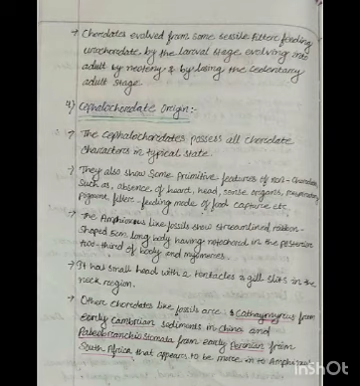 → Chordates evolved from some sessile filter feeding
urochordate by the larval stage evolving into
adult by neoteny & by losing the sedentary
adult stage.
4) Cephalochordate Origin:-
→ The Cephalochordates possess all chordate
characters in typical state.
→ They also show some primitive features of non-chordates
such as, absence of heart, head, sense organs,
filter-feeding mode of food capture etc.
→ The Amphioxus like fossils show streamlined ribbon-
shaped 5cm long body having notochord in the posterior
two-third of body and myomeres.
→ It had small head with a tentacles & gill slits in the
neck region.
→ Other chordates like fossils are from
early Cambrian sediments in China and
from early Permian from
South Africa that appears to be more
InShOt